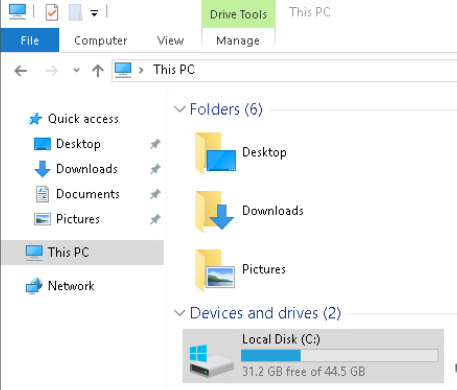 Drive Tools
This PC
File
Computer
View
Manage
This PC
Quick access
Desktop
Downloads
Documents
Pictures
This PC
Network
Folders (6)
Desktop
Downloads
Pictures
Devices and drives (2)
Local Disk (C:)
31.2 GB free of 44.5 GB